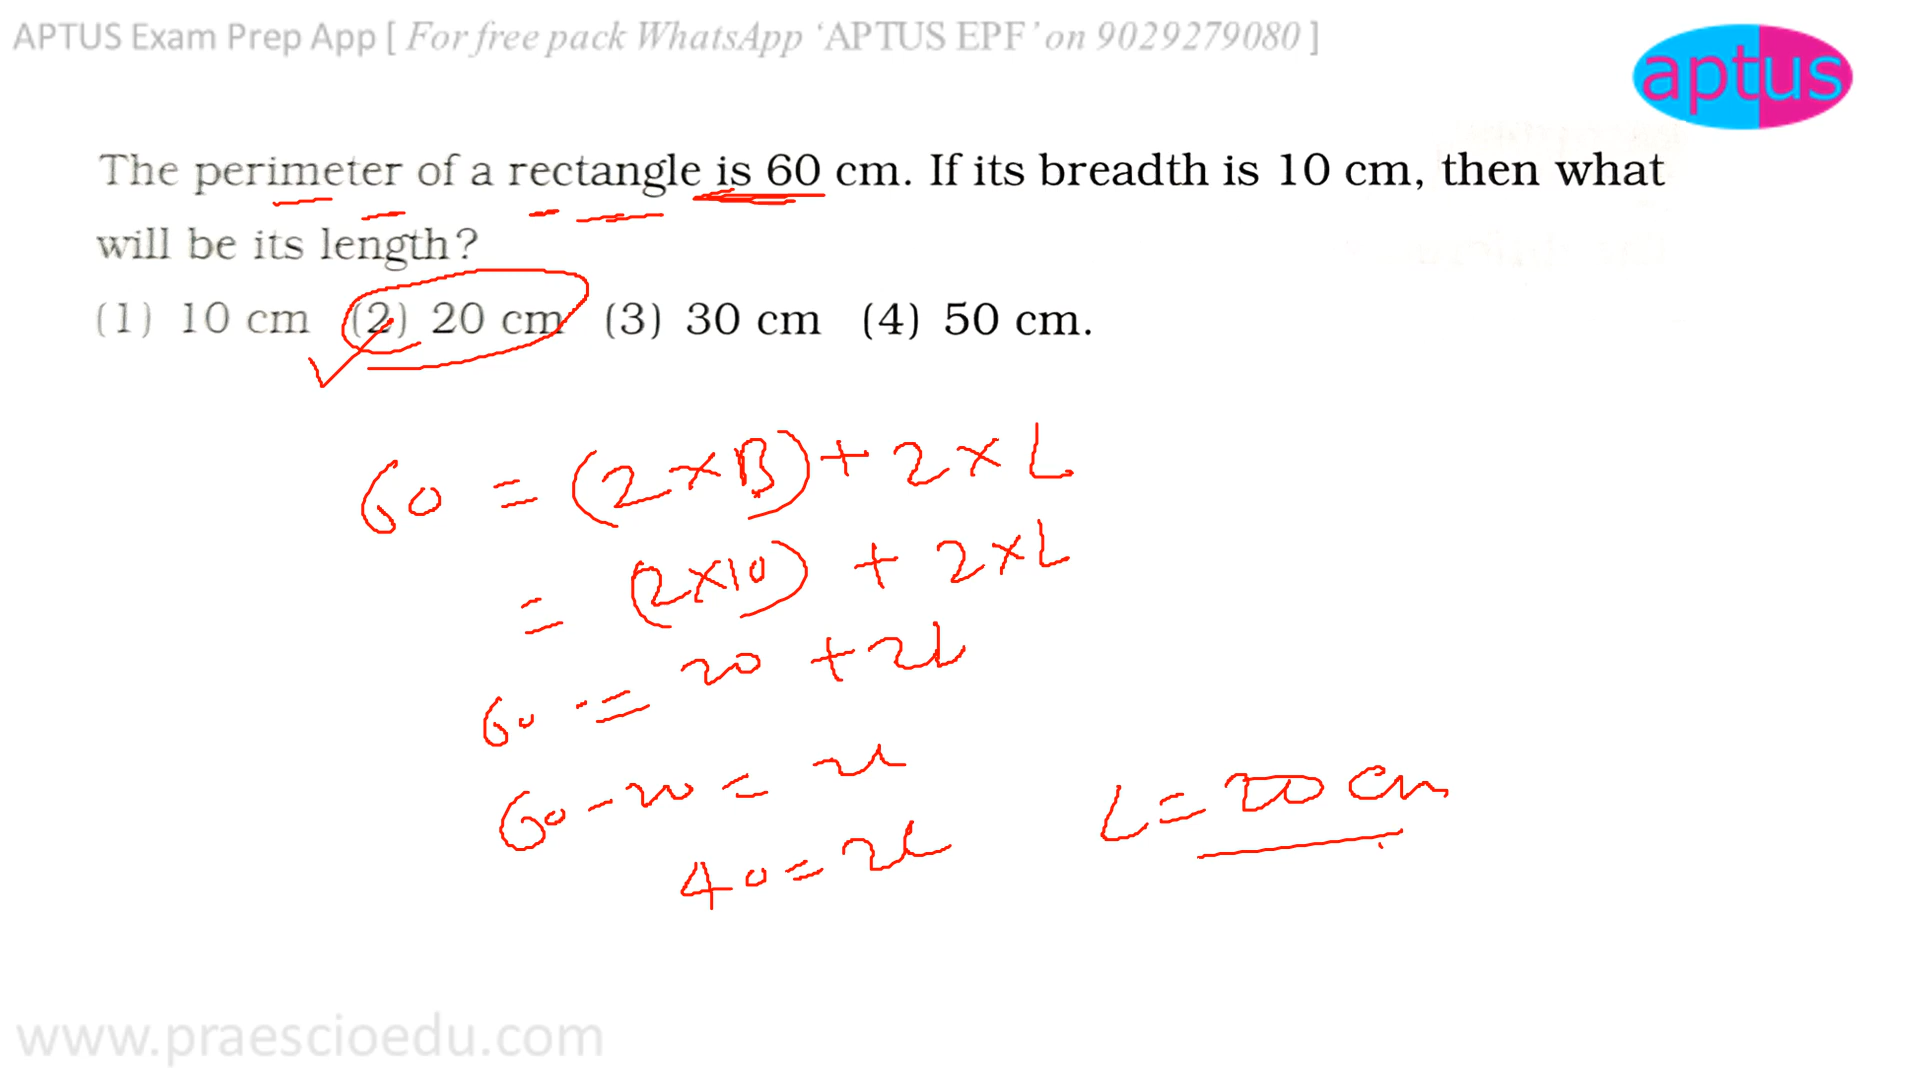 APTUS Exam Prep App [ For free pack WhatsApp ‘APTUS EPF’ on 9029279080 ]
aptus
The perimeter of a rectangle is 60 cm. If its breadth is 10 cm, then what
will be its length?
(1) 10 cm (2) 20 cm (3) 30 cm (4) 50 cm.
60 = (2 × B) + 2 × L
= (2 × 10) + 2 × L
60 = 20 + 2L
60 - 20 = 2L
40 = 2L
L = 20 cm
www.praescioedu.com